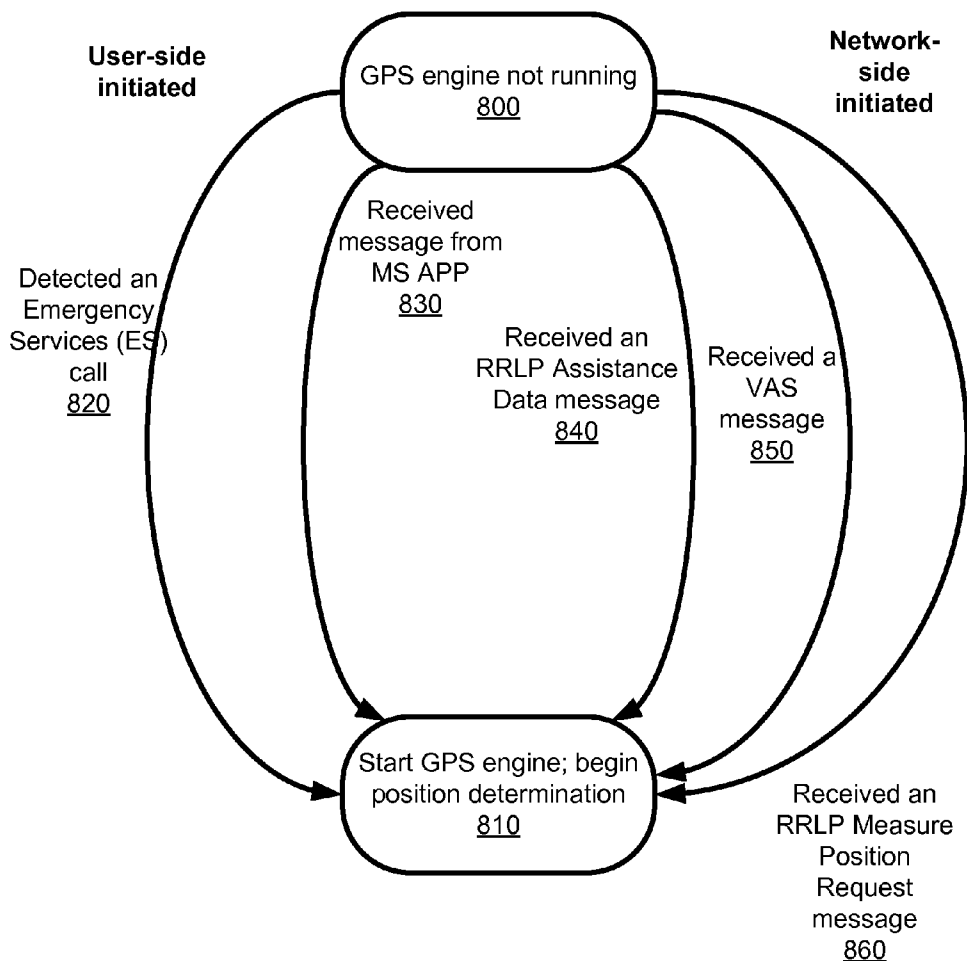 User-side
initiated
GPS engine not running
800
Network-
side
initiated
Detected an
Emergency
Services (ES)
call
820
Received
message from
MS APP
830
Received an
RRLP Assistance
Data message
840
Received a
VAS
message
850
Start GPS engine; begin
position determination
810
Received an
RRLP Measure
Position
Request
message
860